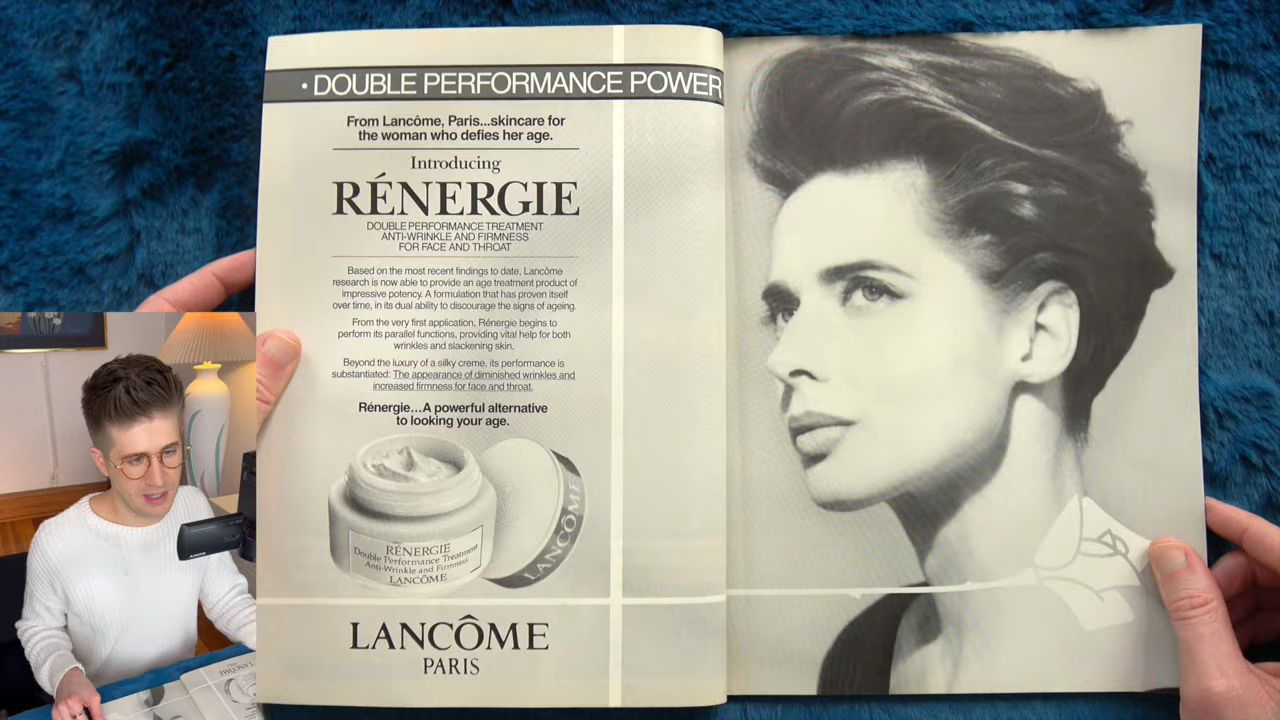 • DOUBLE PERFORMANCE POWER
From Lancôme, Paris...skincare for
the woman who defies her age.
Introducing
RÉNERGIE
DOUBLE PERFORMANCE TREATMENT
ANTI-WRINKLE AND FIRMNESS
FOR FACE AND THROAT
Based on the most recent findings to date, Lancôme
research is now able to provide an age treatment product of
impressive potency. A formulation that has proven itself
over time, in its dual ability to discourage the signs of ageing.
From the very first application, Rénergie begins to
perform its parallel functions, providing vital help for both
wrinkles and slackening skin.
Beyond the luxury of a silky creme, its performance is
substantiated: The appearance of diminished wrinkles and
increased firmness for face and throat.
Rénergie...A powerful alternative
to looking your age.
RÉNERGIE
Double Performance Treatment
Anti-Wrinkle and Firmness
LANCÔME
LANCÔME
LANCÔME
PARIS
SONY